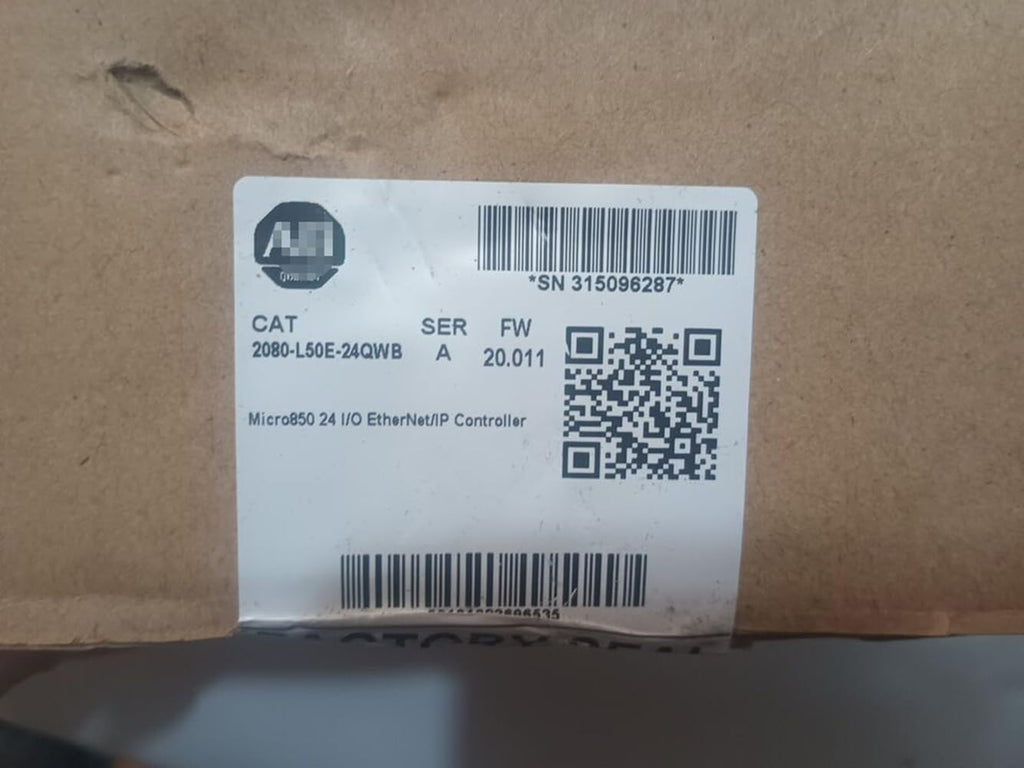 *SN 315096287*
CAT SER FW
2080-L50E-24QWB A 20.011
Micro850 24 I/O EtherNet/IP Controller